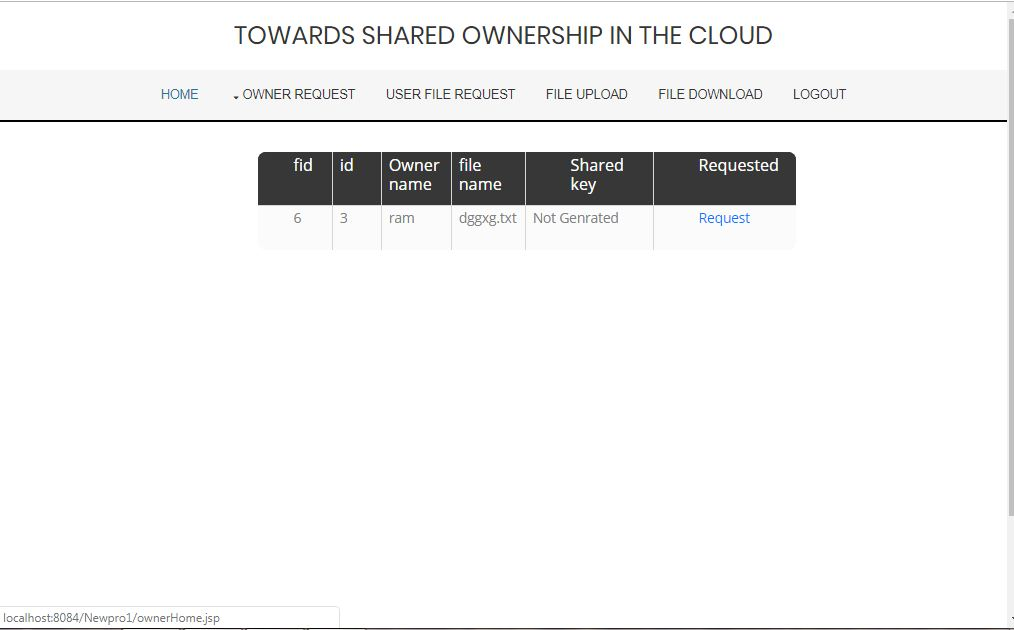 TOWARDS SHARED OWNERSHIP IN THE CLOUD
HOME OWNER REQUEST USER FILE REQUEST FILE UPLOAD FILE DOWNLOAD LOGOUT
fid id Owner file Shared Requested
name name key
6 3 ram dggxg.txt Not Genrated Request
localhost:8084/Newpro1/ownerHome.jsp